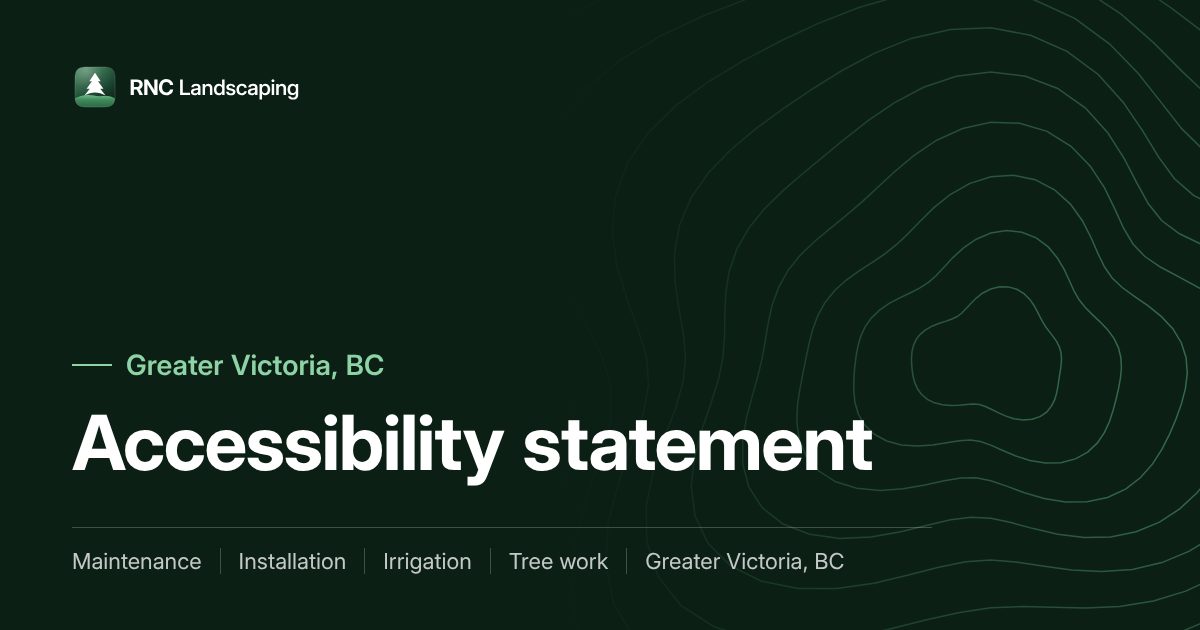 RNC Landscaping
Greater Victoria, BC
Accessibility statement
Maintenance | Installation | Irrigation | Tree work | Greater Victoria, BC